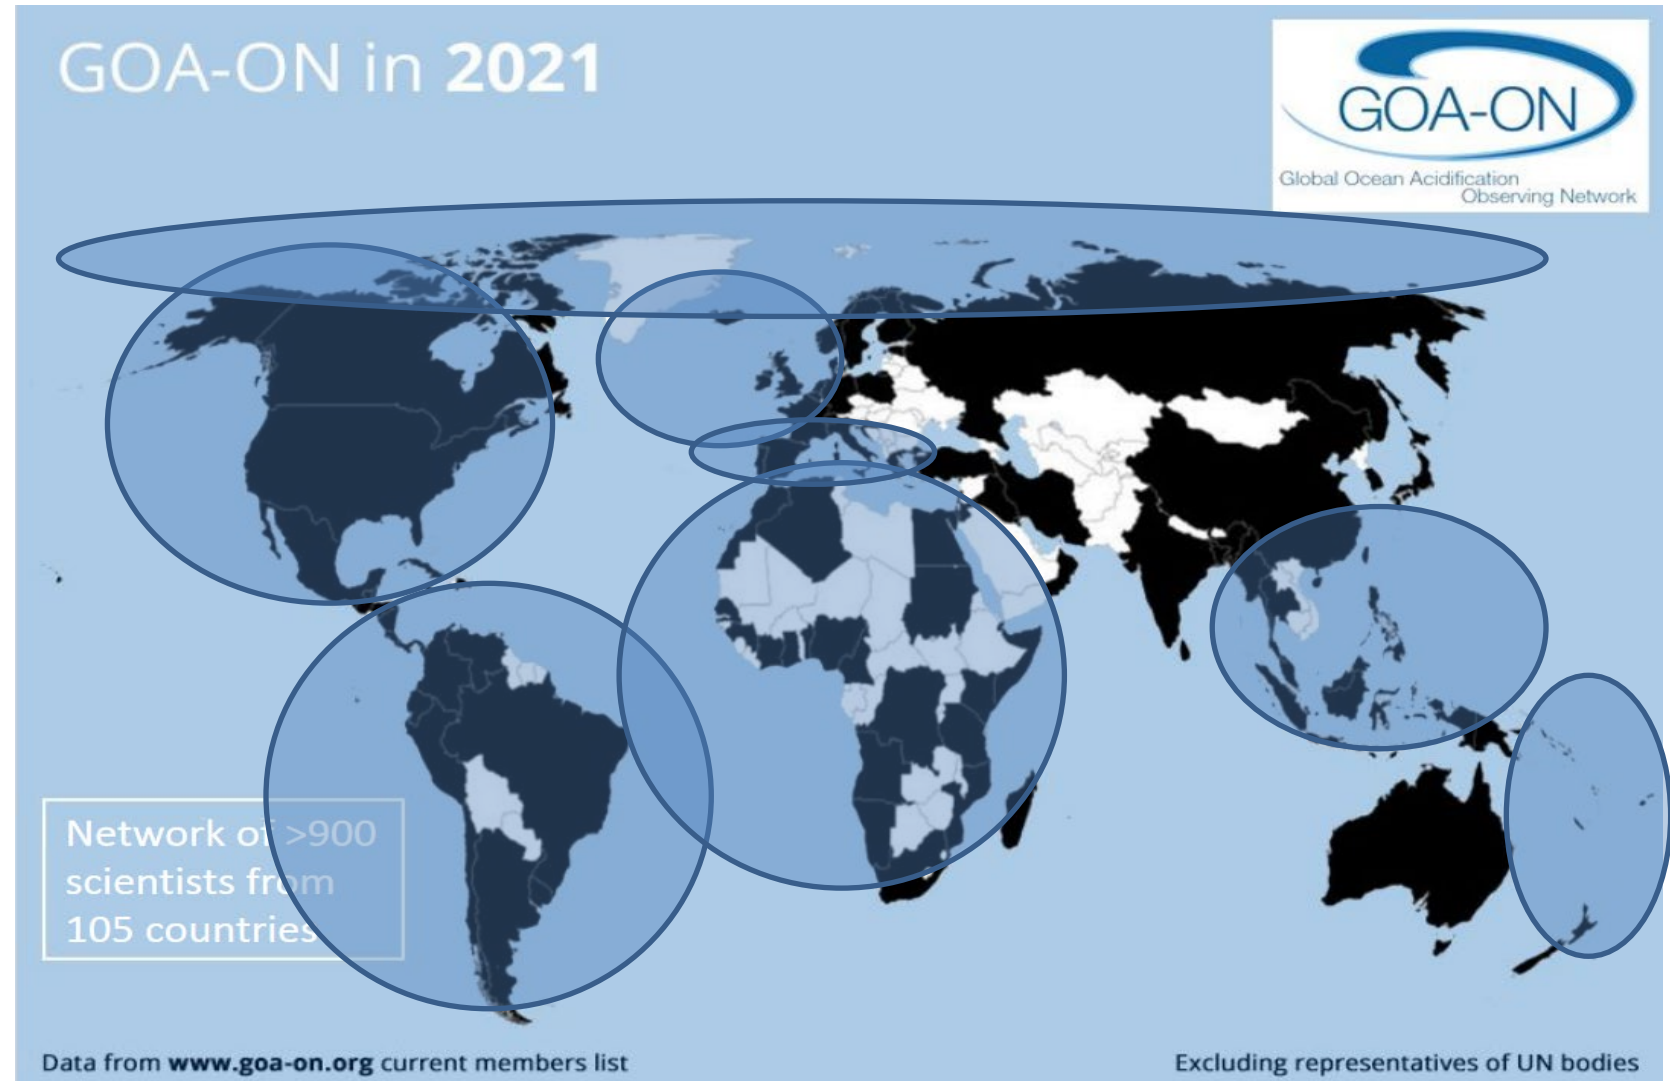 GOA-ON in 2021
GOA-ON
Global Ocean Acidification
Observing Network
Network of >900
scientists from
105 countries
Data from www.goa-on.org current members list
Excluding representatives of UN bodies